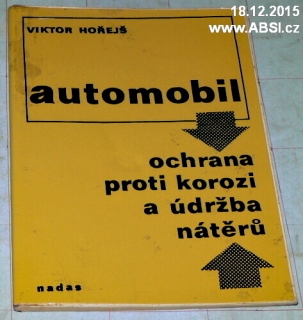 18.12.2015
www.ABSI.cz
VIKTOR HOŘEJŠ
automobil
ochrana
proti korozi
a údržba
nátěrů
nadas